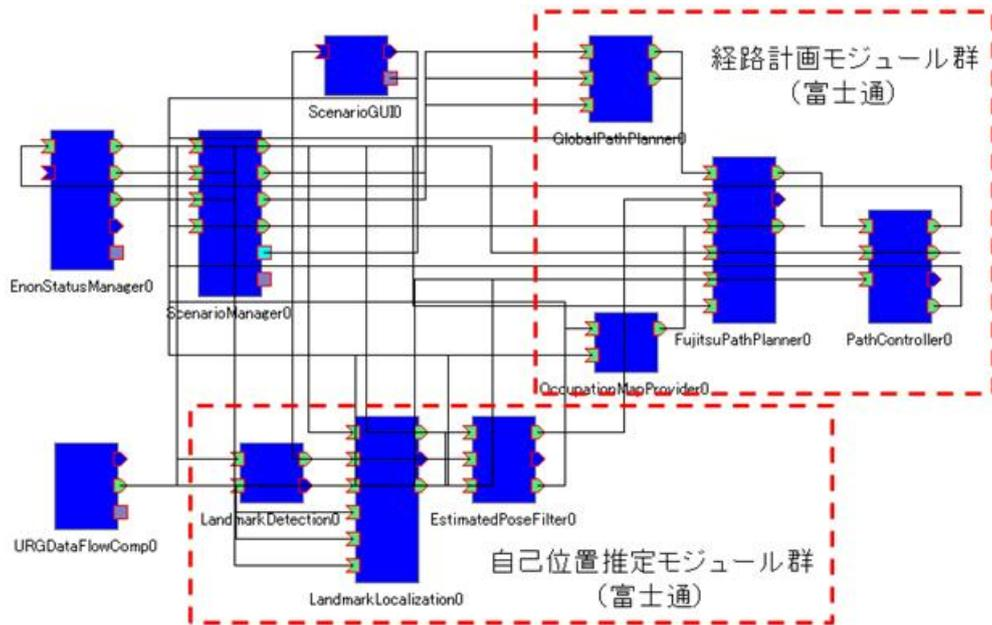 経路計画モジュール群
(富士通)
ScenarioGUI0
GlobalPathPlanner0
EnonStatusManager0
ScenarioManager0
FujitsuPathPlanner0
PathController0
OccupationMapProvider0
LandmarkDetection0
EstimatedPoseFilter0
URGDataFlowComp0
LandmarkLocalization0
自己位置推定モジュール群
(富士通)